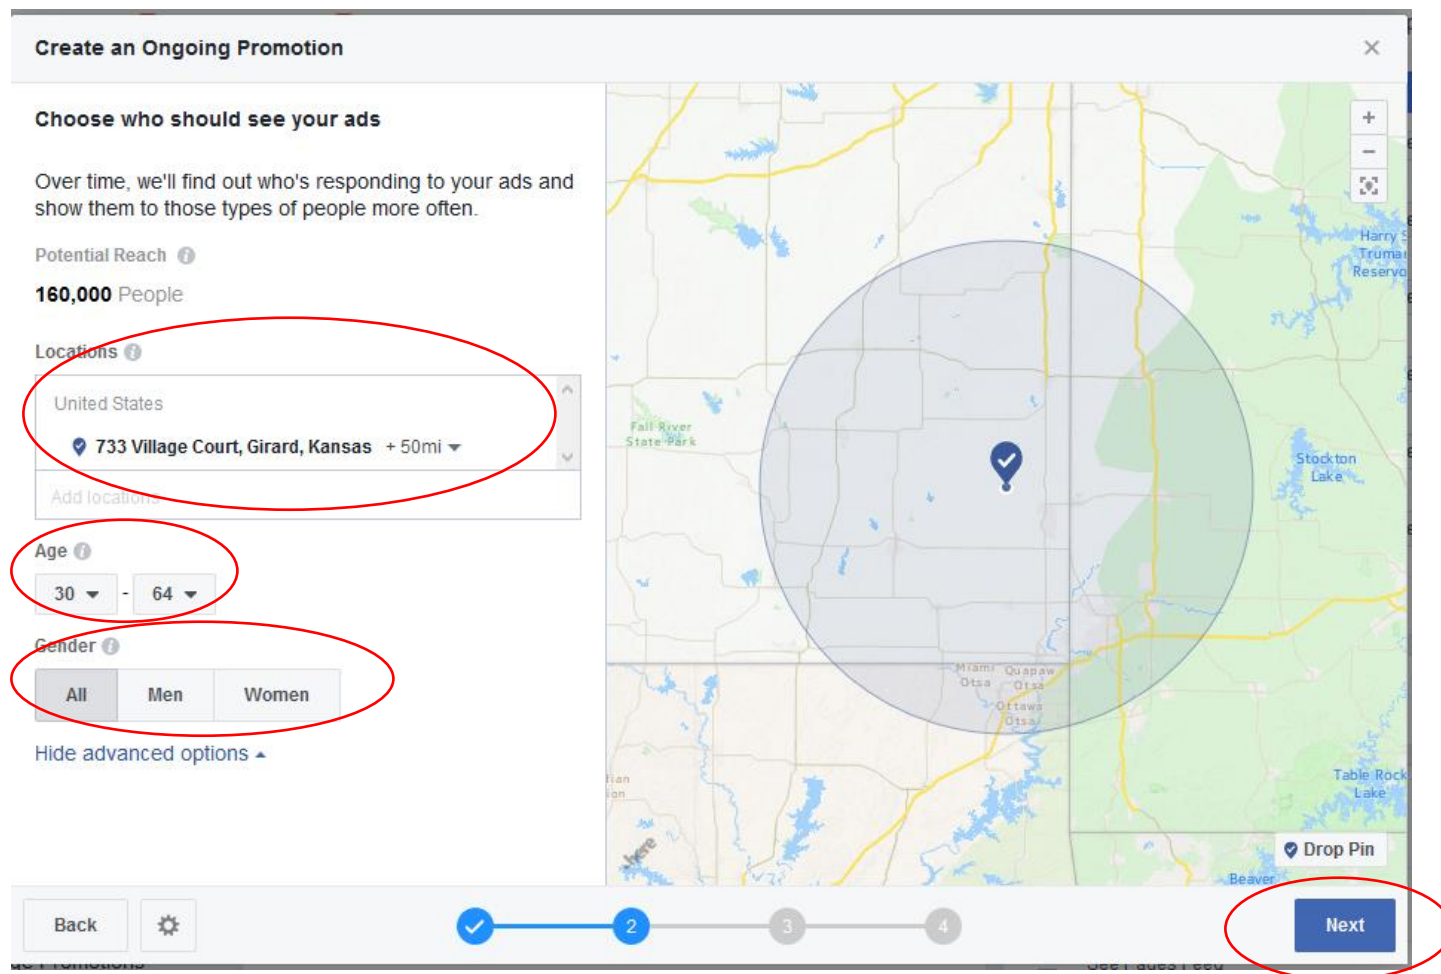 Create an Ongoing Promotion
Choose who should see your ads
Over time, we'll find out who's responding to your ads and
show them to those types of people more often.
Potential Reach
160,000 People
Locations
United States
733 Village Court, Girard, Kansas + 50mi
Add locations
Age
30 - 64
Gender
All Men Women
Hide advanced options
Harry S
Truman
Reservo
Fall River
State Park
Stockton
Lake
Miami Quapaw
Otsa Otsa
Ottawa
Otsa
Table Rock
Lake
here
Drop Pin
Beaver
Back
2
3
4
Next
See Pages Feed